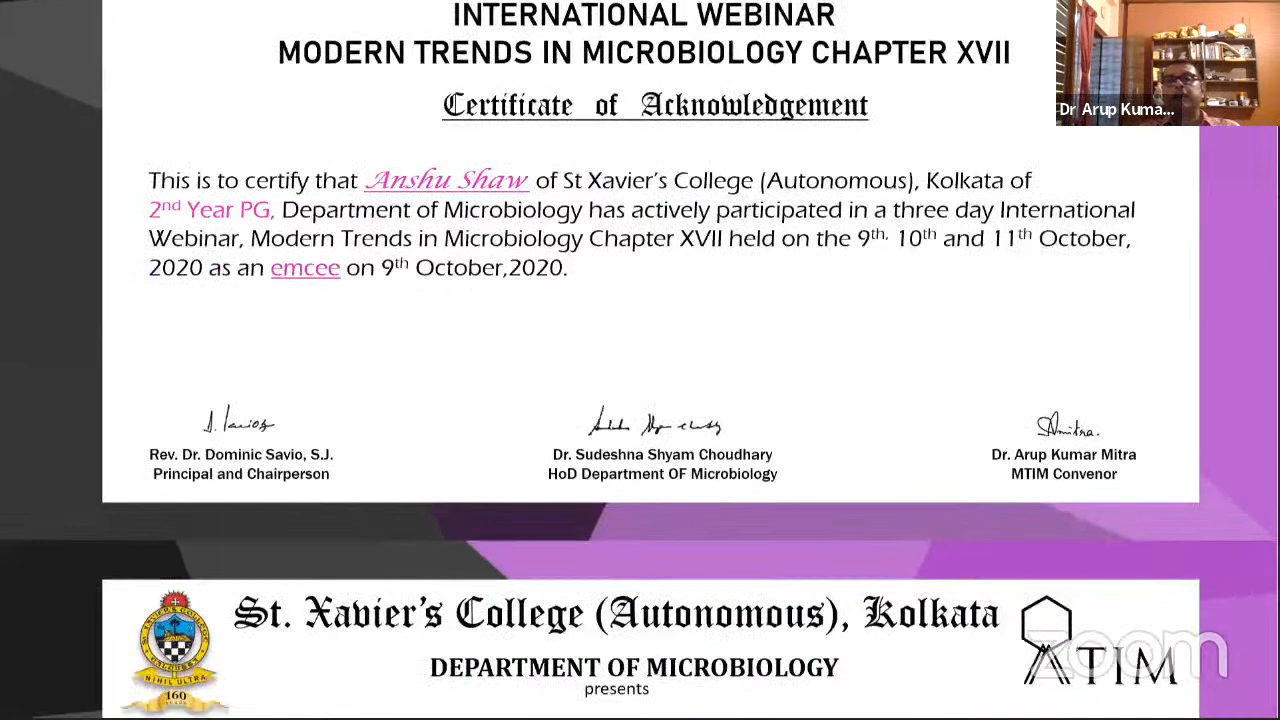 INTERNATIONAL WEBINAR
MODERN TRENDS IN MICROBIOLOGY CHAPTER XVII
Certificate of Acknowledgement
Dr Arup Kuma...
This is to certify that Anshu Shaw of St Xavier's College (Autonomous), Kolkata of
2nd Year PG, Department of Microbiology has actively participated in a three day International
Webinar, Modern Trends in Microbiology Chapter XVII held on the 9th, 10th and 11th October,
2020 as an emcee on 9th October,2020.
Rev. Dr. Dominic Savio, S.J.
Principal and Chairperson
Dr. Sudeshna Shyam Choudhary
HoD Department OF Microbiology
Dr. Arup Kumar Mitra
MTIM Convenor
St. Xavier's College (Autonomous), Kolkata
DEPARTMENT OF MICROBIOLOGY
presents
NIHIL ULTRA
160
MTIM
zoom